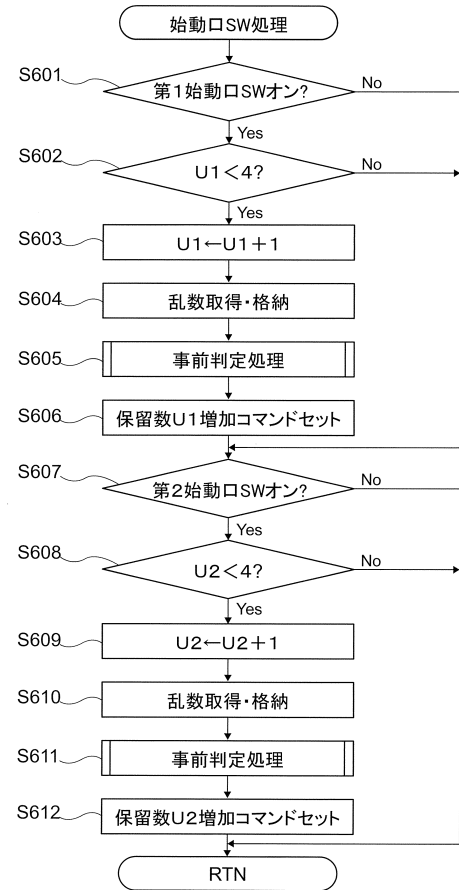 始動口SW処理
S601
第1始動口SWオン?
No
Yes
S602
U1<4?
No
Yes
S603
U1←U1+1
S604
乱数取得・格納
S605
事前判定処理
S606
保留数U1増加コマンドセット
S607
第2始動口SWオン?
No
Yes
S608
U2<4?
No
Yes
S609
U2←U2+1
S610
乱数取得・格納
S611
事前判定処理
S612
保留数U2増加コマンドセット
RTN